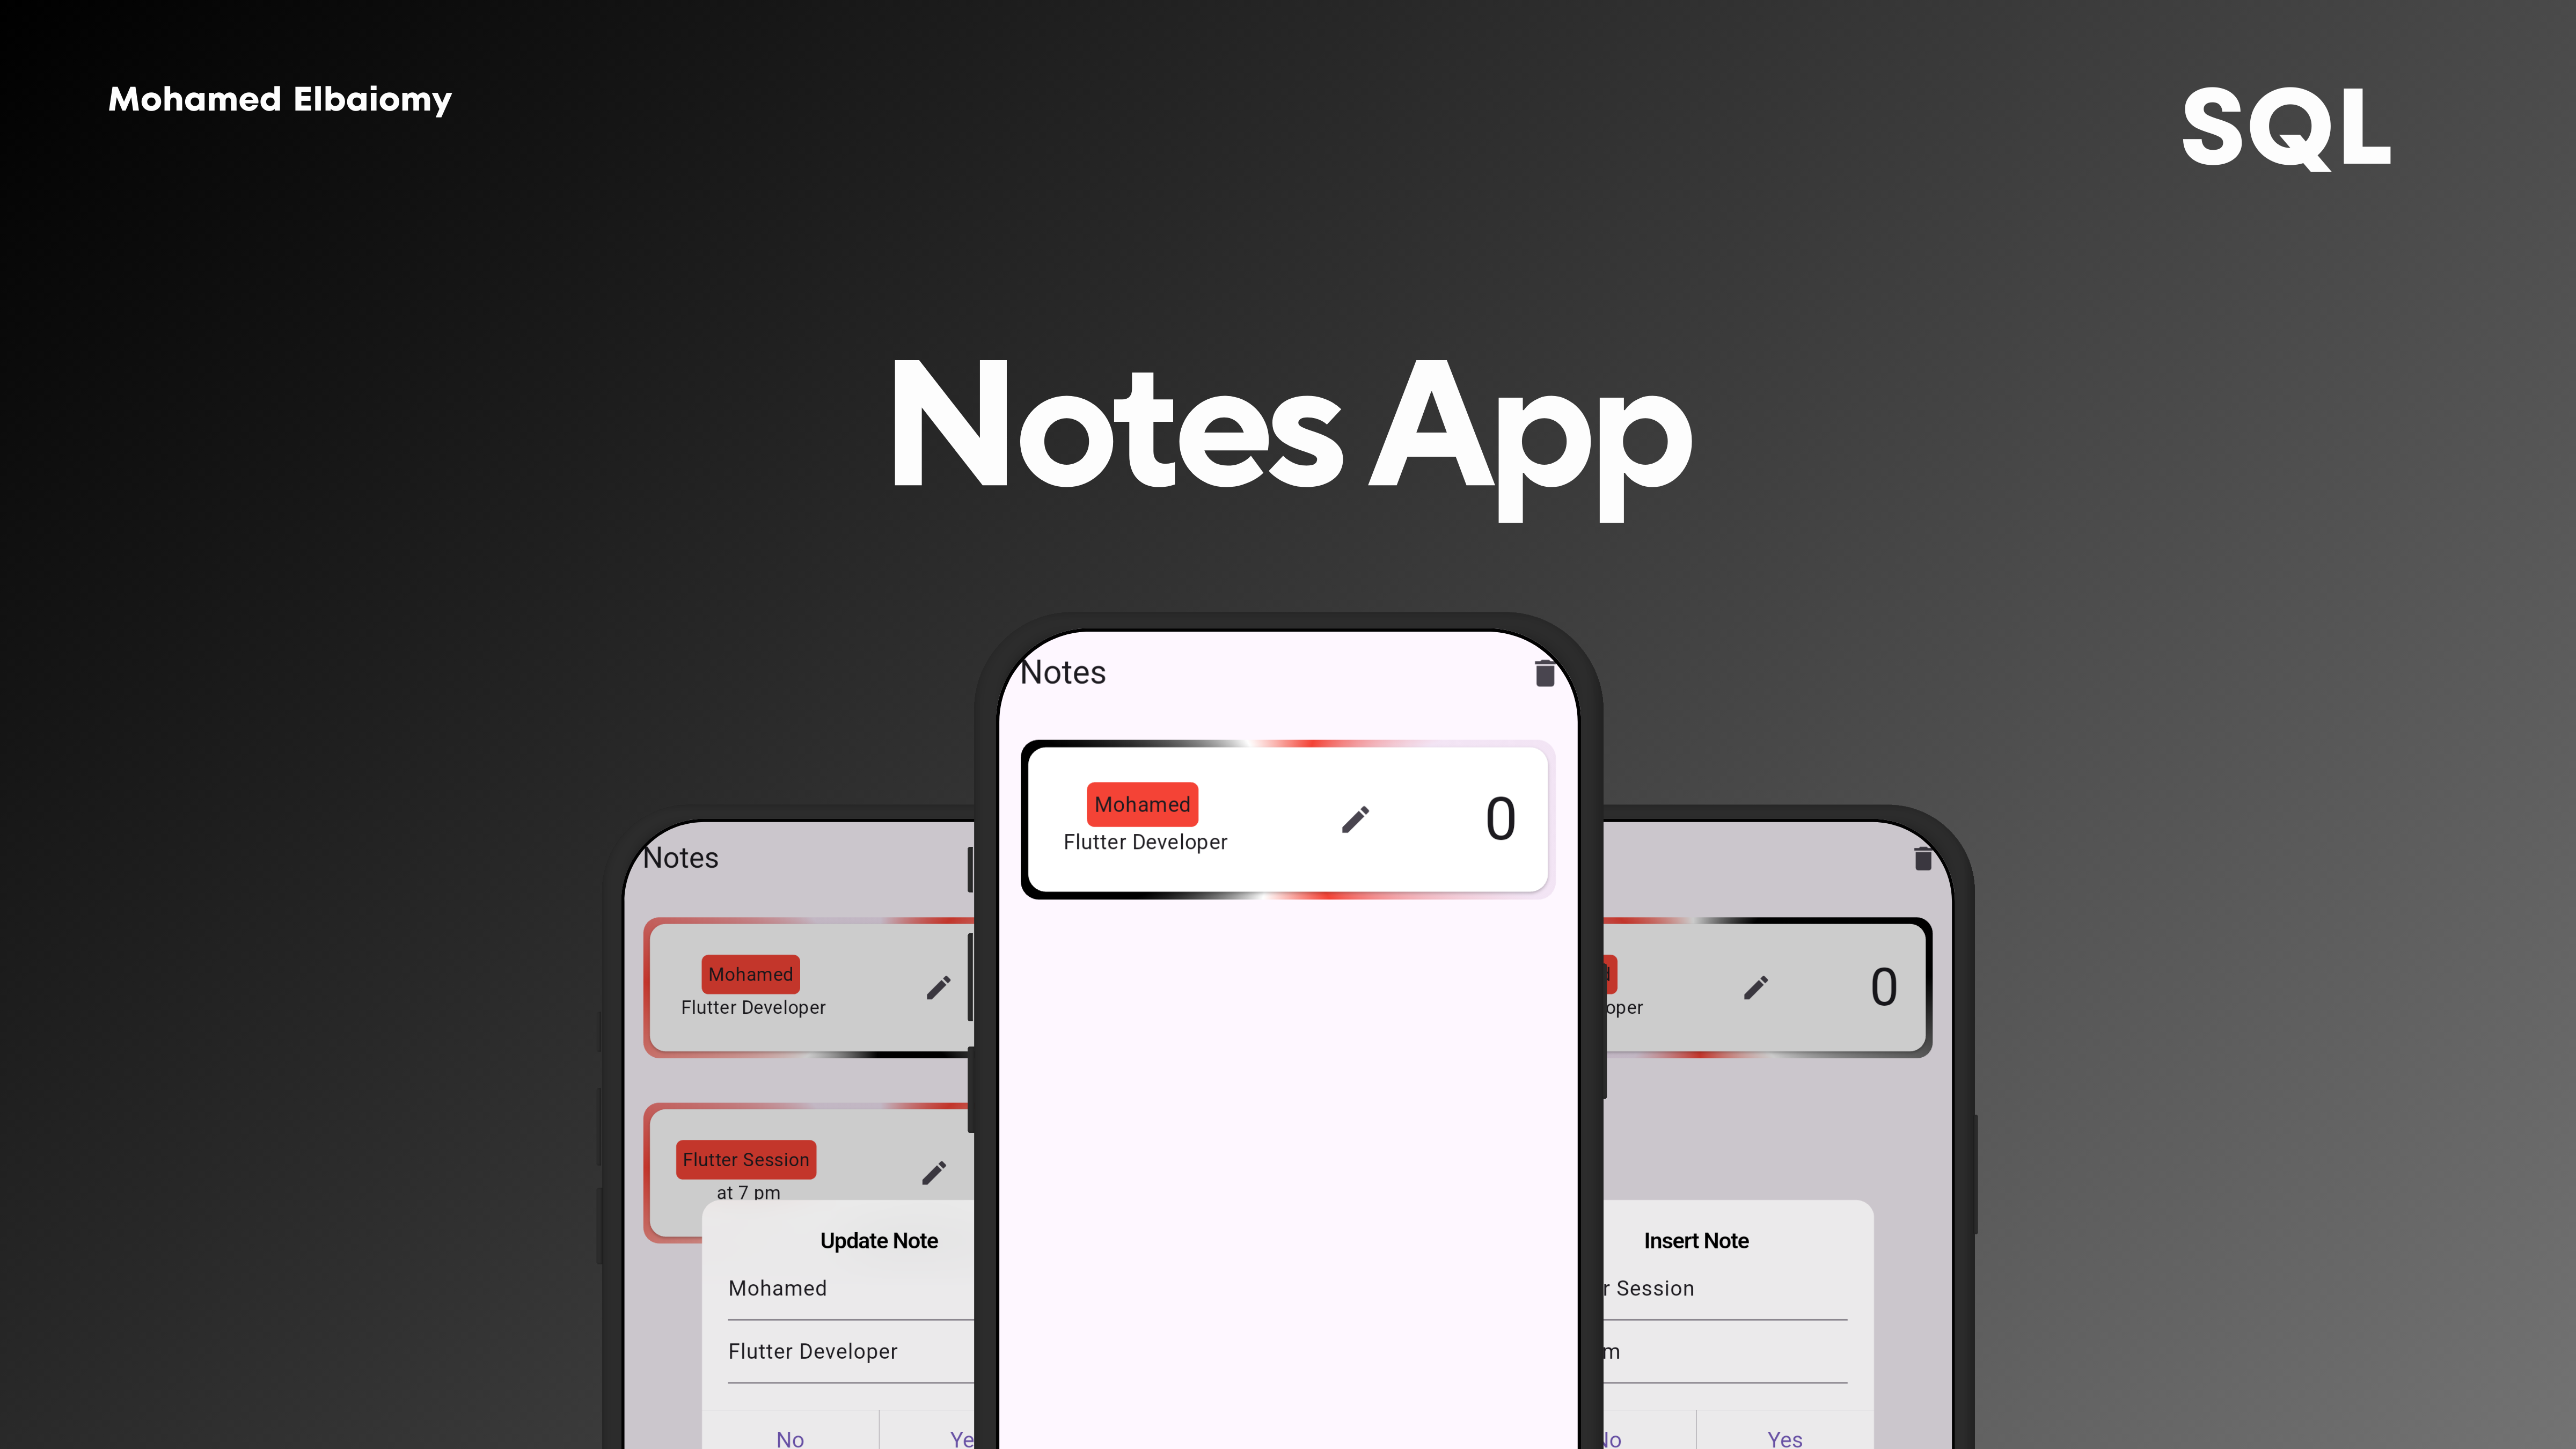 Mohamed Elbaiomy
SQL
Notes App
Notes
Mohamed
Flutter Developer
0
Notes
Mohamed
Flutter Developer
Flutter Session
at 7 pm
Update Note
Mohamed
Flutter Developer
No
Ye
d
oper
0
Insert Note
r Session
m
No
Yes